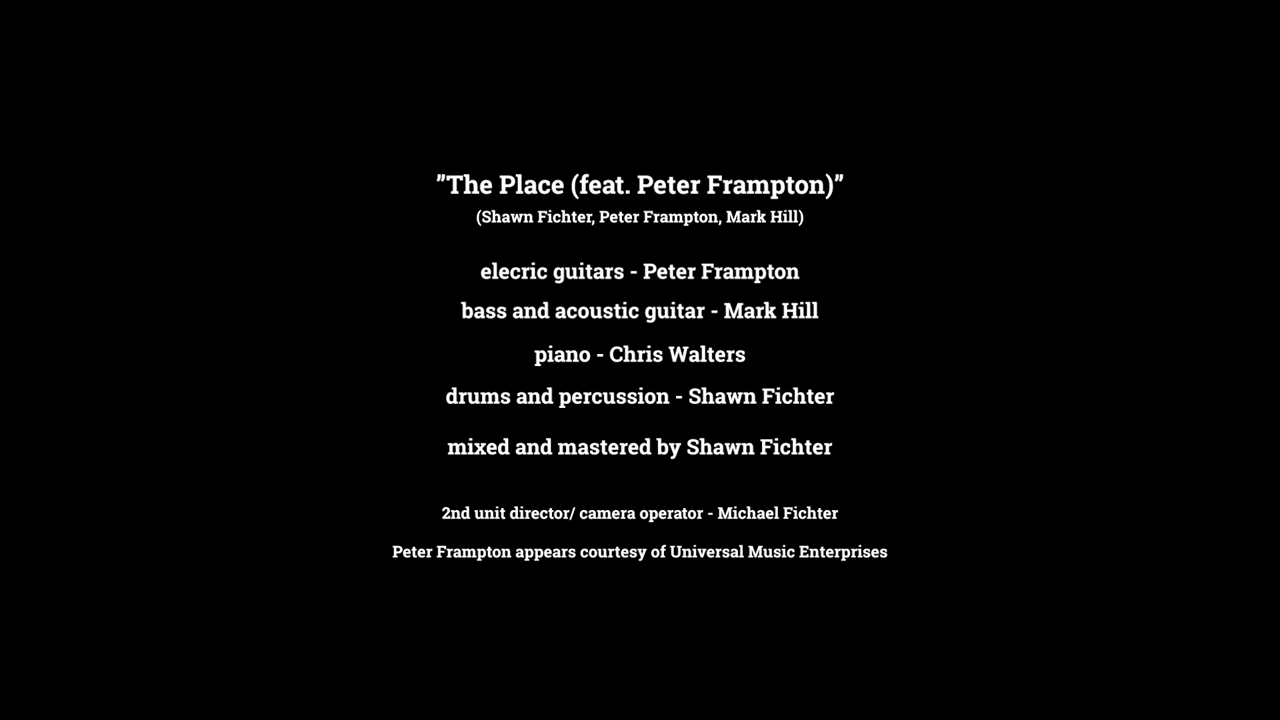 ”The Place (feat. Peter Frampton)”
(Shawn Fichter, Peter Frampton, Mark Hill)
elecric guitars - Peter Frampton
bass and acoustic guitar - Mark Hill
piano - Chris Walters
drums and percussion - Shawn Fichter
mixed and mastered by Shawn Fichter
2nd unit director/ camera operator - Michael Fichter
Peter Frampton appears courtesy of Universal Music Enterprises